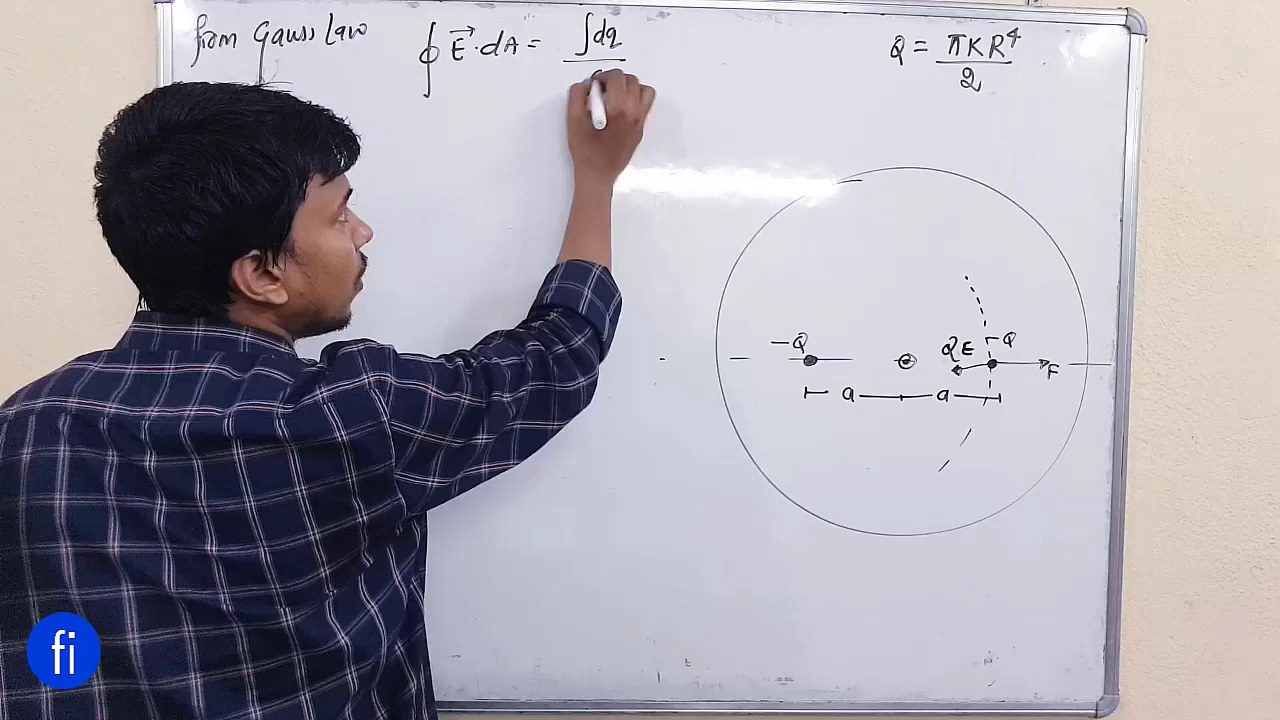 from Gauss Law ∮ E⃗·dA = ∫dq / Q = πKR⁴ / 2
-Q QE -Q F
a a
fi